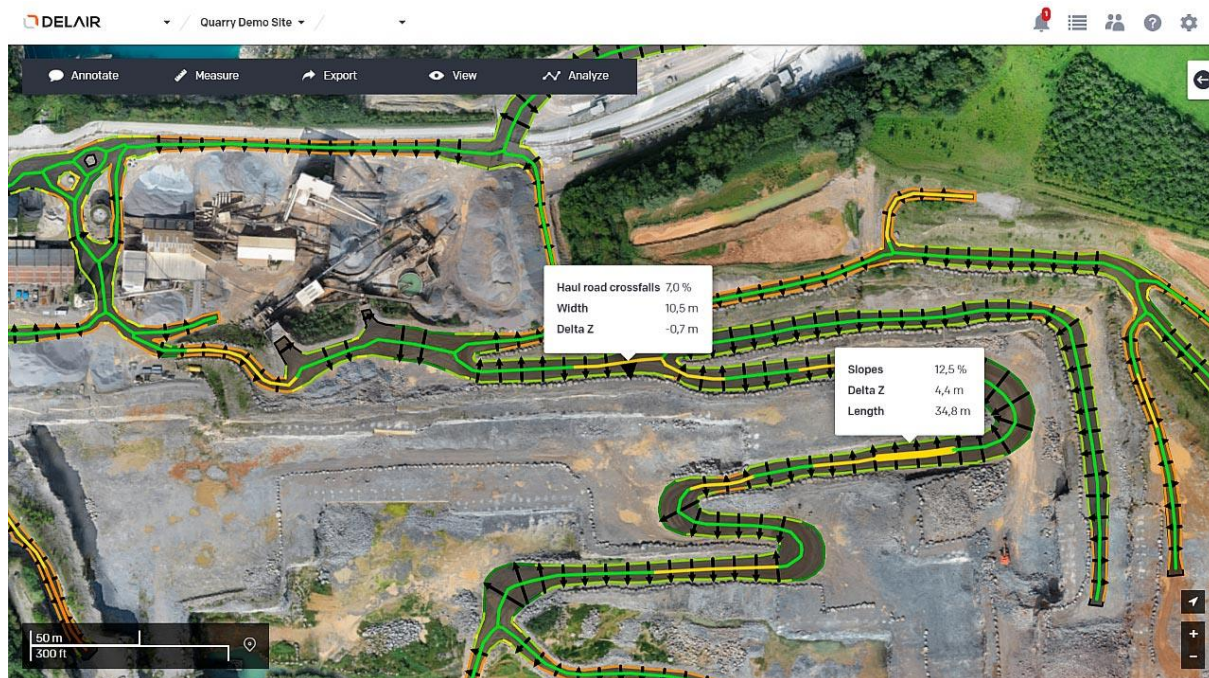 DELAIR
Quarry Demo Site
1
Annotate
Measure
Export
View
Analyze
Haul road crossfalls 7,0 %
Width 10,5 m
Delta Z -0,7 m
Slopes 12,5 %
Delta Z 4,4 m
Length 34,8 m
50 m
300 ft